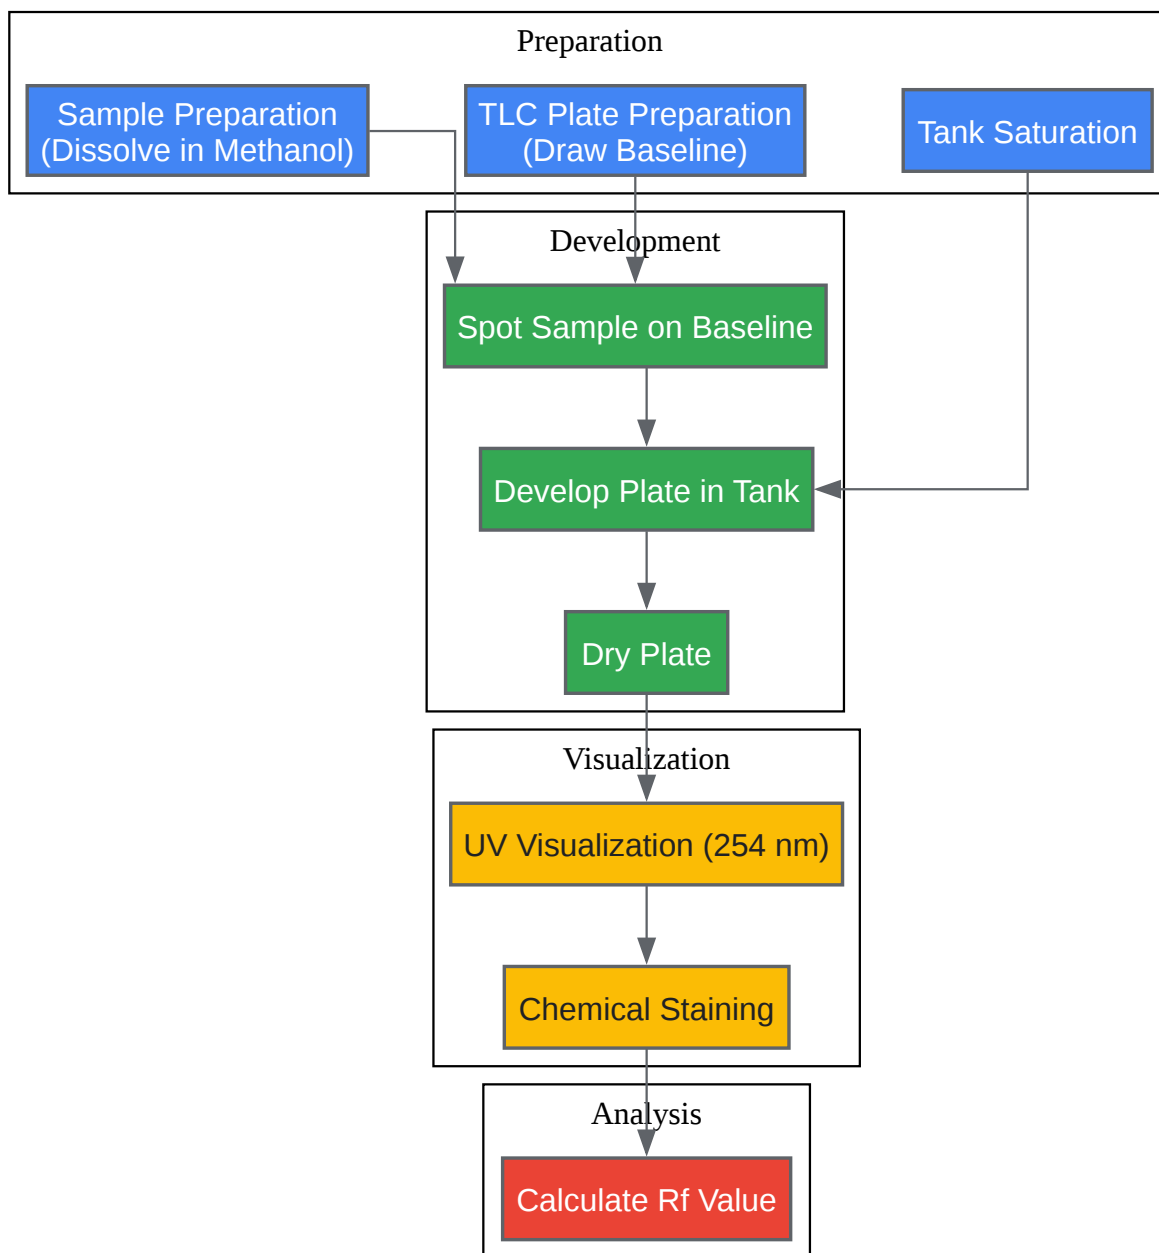 Preparation
Sample Preparation
(Dissolve in Methanol)
TLC Plate Preparation
(Draw Baseline)
Tank Saturation
Development
Spot Sample on Baseline
Develop Plate in Tank
Dry Plate
Visualization
UV Visualization (254 nm)
Chemical Staining
Analysis
Calculate Rf Value